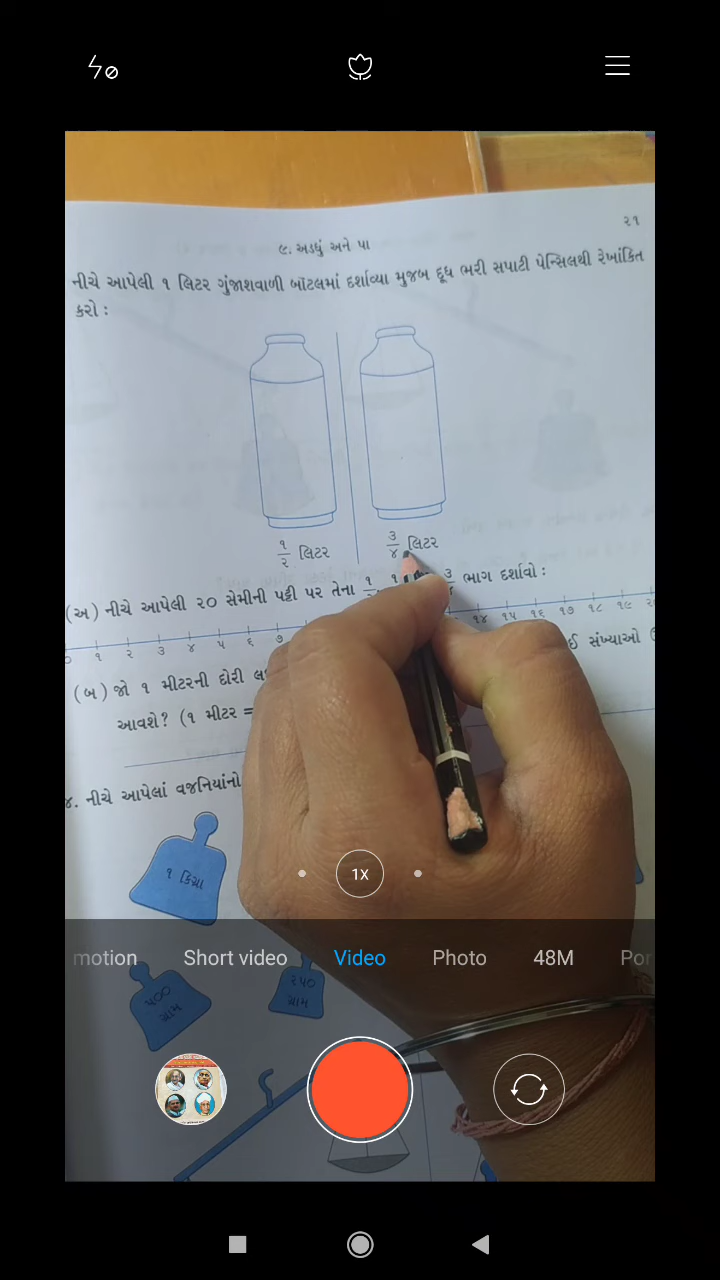 ૨૧
૯. અડધું અને પા
નીચે આપેલી ૧ લિટર ગુંજાશવાળી બૉટલમાં દર્શાવ્યા મુજબ દૂધ ભરી સપાટી પેન્સિલથી રેખાંકિત
કરો :
૧/૨ લિટર
૩/૪ લિટર
(અ) નીચે આપેલી ૨૦ સેમીની પટ્ટી પર તેના ૩ ભાગ દર્શાવો :
૦ ૧ ૨ ૩ ૪ ૫ ૬ ૭ ૧૪ ૧૫ ૧૬ ૧૭ ૧૮ ૧૯
(બ) જો ૧ મીટરની દોરી
ઈ સંખ્યાઓ
આવશે? (૧ મીટર =
૪. નીચે આપેલાં વજનિયાંનો
૧ કિગ્રા
1X
motion Short video Video Photo 48M
૫૦૦
ગ્રામ
૨૫૦
ગ્રામ